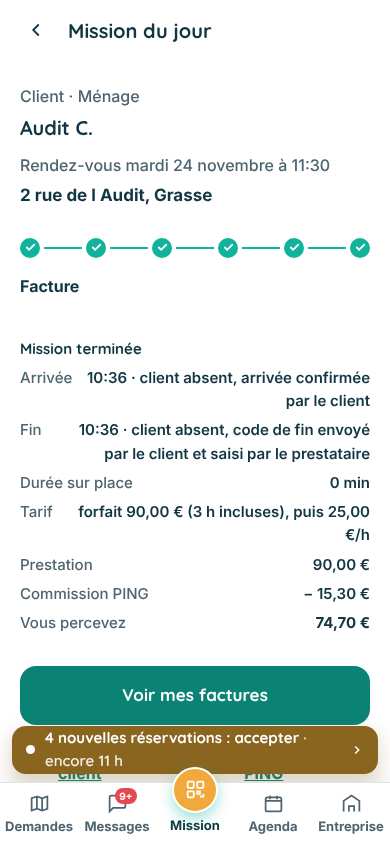 Mission du jour
Client · Ménage
Audit C.
Rendez-vous mardi 24 novembre à 11:30
2 rue de l Audit, Grasse
Facture
Mission terminée
Arrivée 10:36 · client absent, arrivée confirmée
par le client
Fin 10:36 · client absent, code de fin envoyé
par le client et saisi par le prestataire
Durée sur place 0 min
Tarif forfait 90,00 € (3 h incluses), puis 25,00
€/h
Prestation 90,00 €
Commission PING – 15,30 €
Vous percevez 74,70 €
Voir mes factures
4 nouvelles réservations : accepter ·
encore 11 h
client PING
9+
Demandes Messages Mission Agenda Entreprise